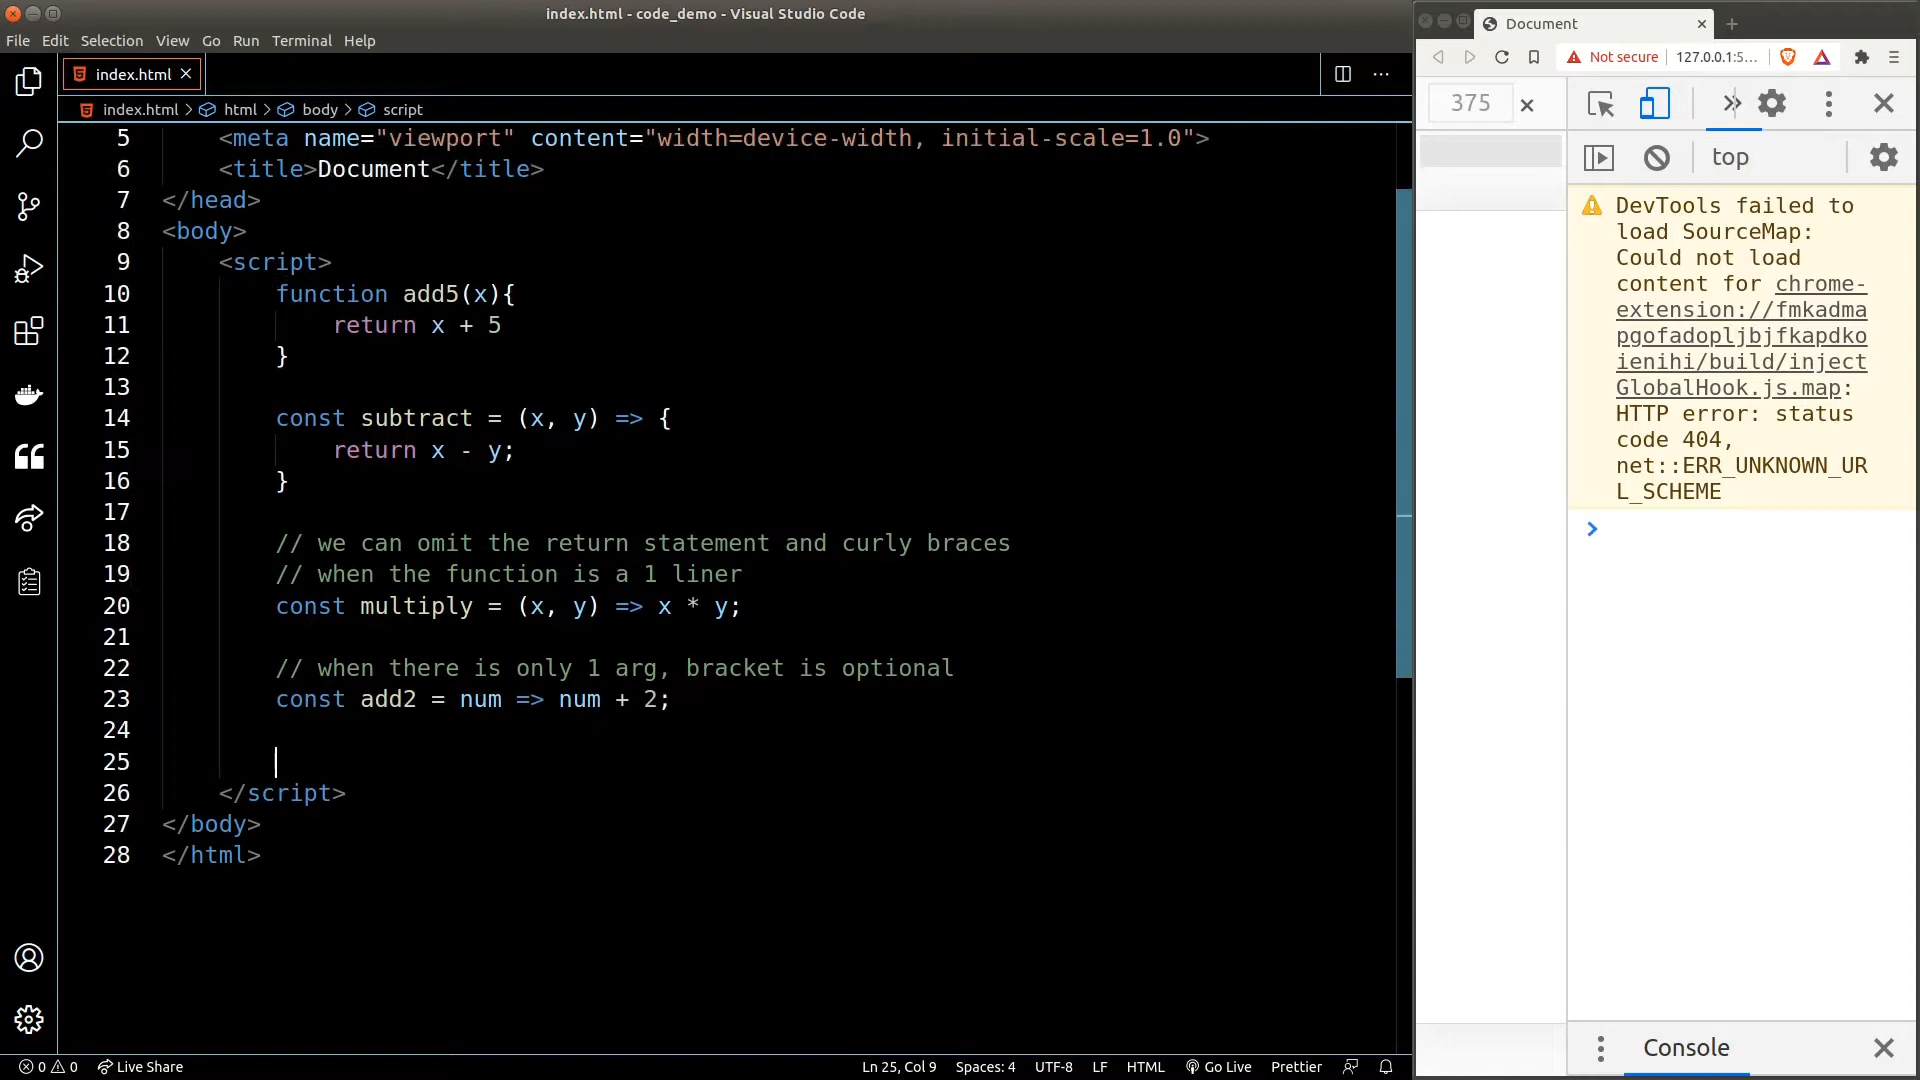 index.html - code_demo - Visual Studio Code
File Edit Selection View Go Run Terminal Help
index.html
index.html > html > body > script
5 <meta name="viewport" content="width=device-width, initial-scale=1.0">
6 <title>Document</title>
7 </head>
8 <body>
9 <script>
10 function add5(x){
11 return x + 5
12 }
13
14 const subtract = (x, y) => {
15 return x - y;
16 }
17
18 // we can omit the return statement and curly braces
19 // when the function is a 1 liner
20 const multiply = (x, y) => x * y;
21
22 // when there is only 1 arg, bracket is optional
23 const add2 = num => num + 2;
24
25
26 </script>
27 </body>
28 </html>
0 0 Live Share Ln 25, Col 9 Spaces: 4 UTF-8 LF HTML Go Live Prettier
Document
Not secure 127.0.0.1:5...
375
top
DevTools failed to
load SourceMap:
Could not load
content for chrome-
extension://fmkadma
pgofadopljbjfkapdko
ienihi/build/inject
GlobalHook.js.map:
HTTP error: status
code 404,
net::ERR_UNKNOWN_UR
L_SCHEME
Console